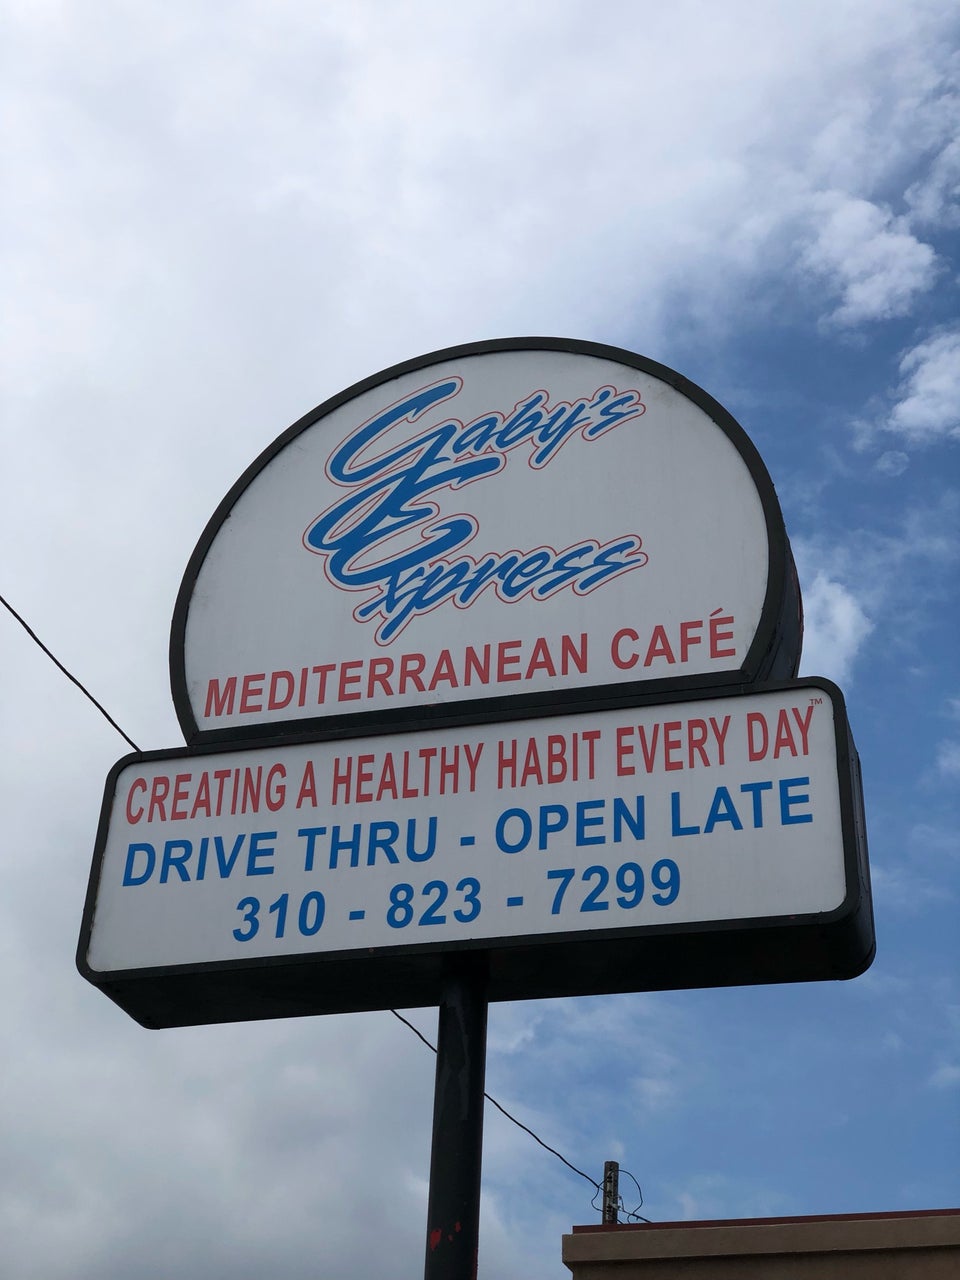 Gaby's
Express
MEDITERRANEAN CAFÉ
CREATING A HEALTHY HABIT EVERY DAY™
DRIVE THRU - OPEN LATE
310 - 823 - 7299